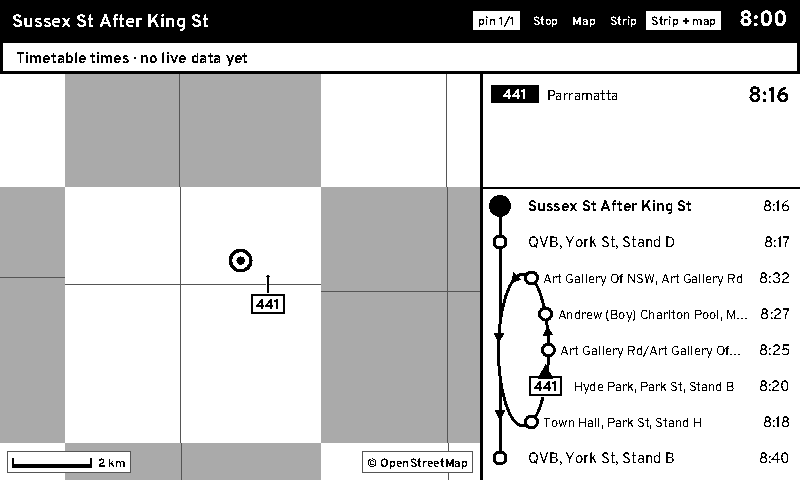 Sussex St After King St
pin 1/1 Stop Map Strip Strip + map 8:00
Timetable times · no live data yet
441 Parramatta 8:16
Sussex St After King St 8:16
QVB, York St, Stand D 8:17
Art Gallery Of NSW, Art Gallery Rd 8:32
Andrew (Boy) Charlton Pool, M... 8:27
Art Gallery Rd/Art Gallery Of... 8:25
441 Hyde Park, Park St, Stand B 8:20
Town Hall, Park St, Stand H 8:18
QVB, York St, Stand B 8:40
441
2 km
© OpenStreetMap